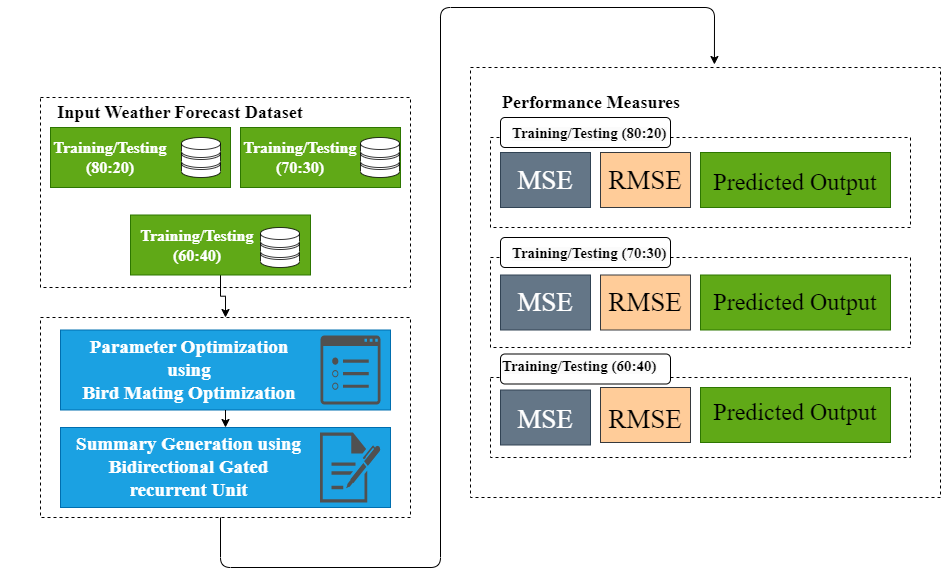 Input Weather Forecast Dataset
Training/Testing
(80:20)
Training/Testing
(70:30)
Training/Testing
(60:40)
Parameter Optimization
using
Bird Mating Optimization
Summary Generation using
Bidirectional Gated
recurrent Unit
Performance Measures
Training/Testing (80:20)
MSE
RMSE
Predicted Output
Training/Testing (70:30)
MSE
RMSE
Predicted Output
Training/Testing (60:40)
MSE
RMSE
Predicted Output